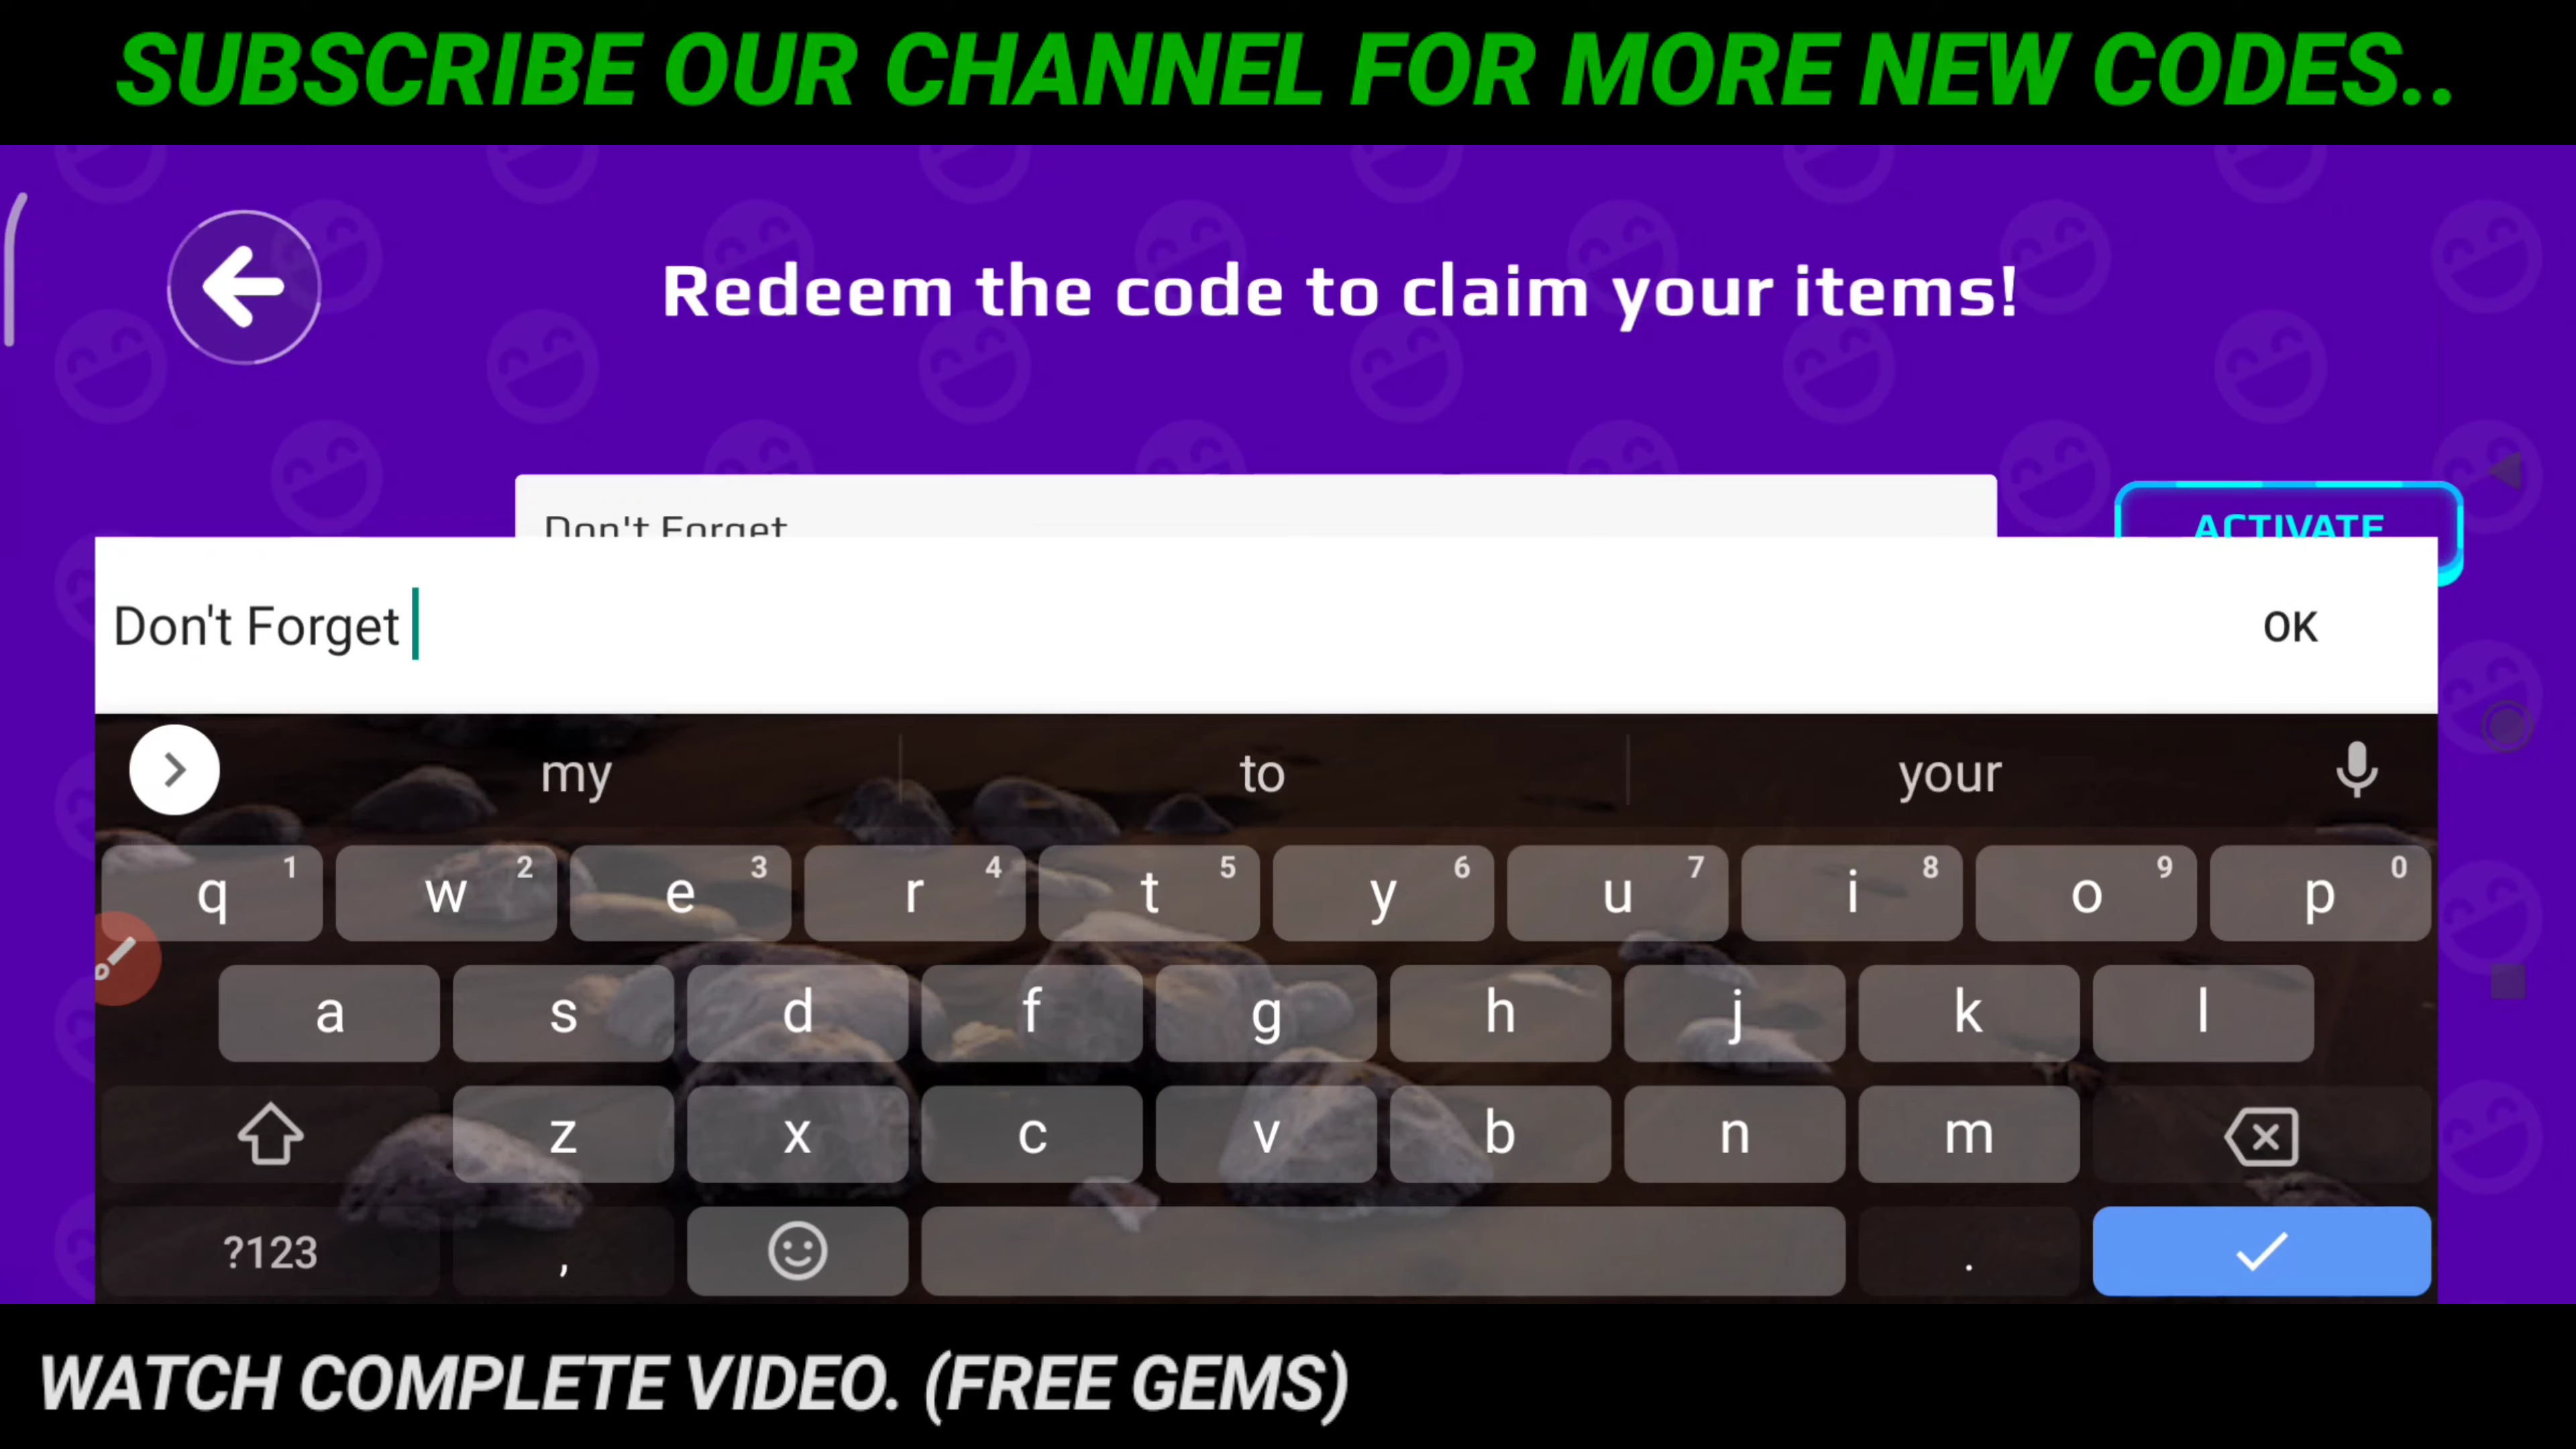 SUBSCRIBE OUR CHANNEL FOR MORE NEW CODES..
Redeem the code to claim your items!
Don't Forget
ACTIVATE
Don't Forget
OK
my to your
q 1 w 2 e 3 r 4 t 5 y 6 u 7 i 8 o 9 p 0
a s d f g h j k l
z x c v b n m
?123 , .
WATCH COMPLETE VIDEO. (FREE GEMS)